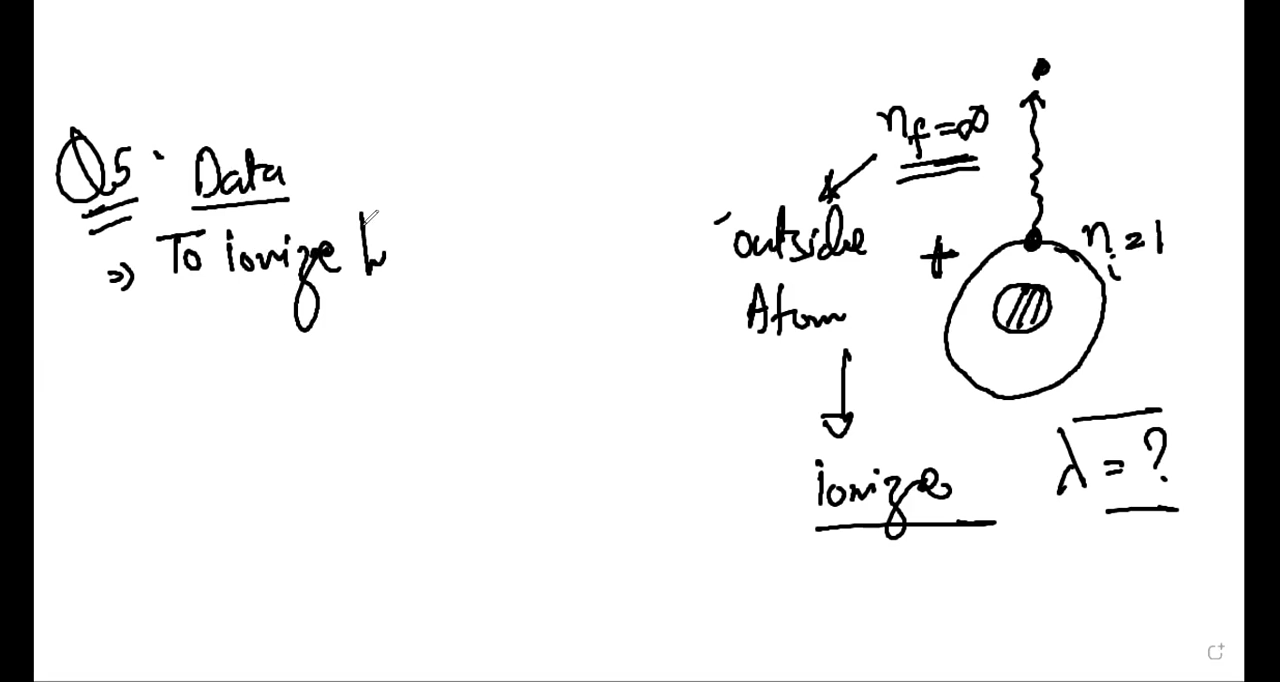 Q5 Data
⇒ To ionize
n_f = ∞
outside
Atom
ionize
+
n_i = 1
λ = ?